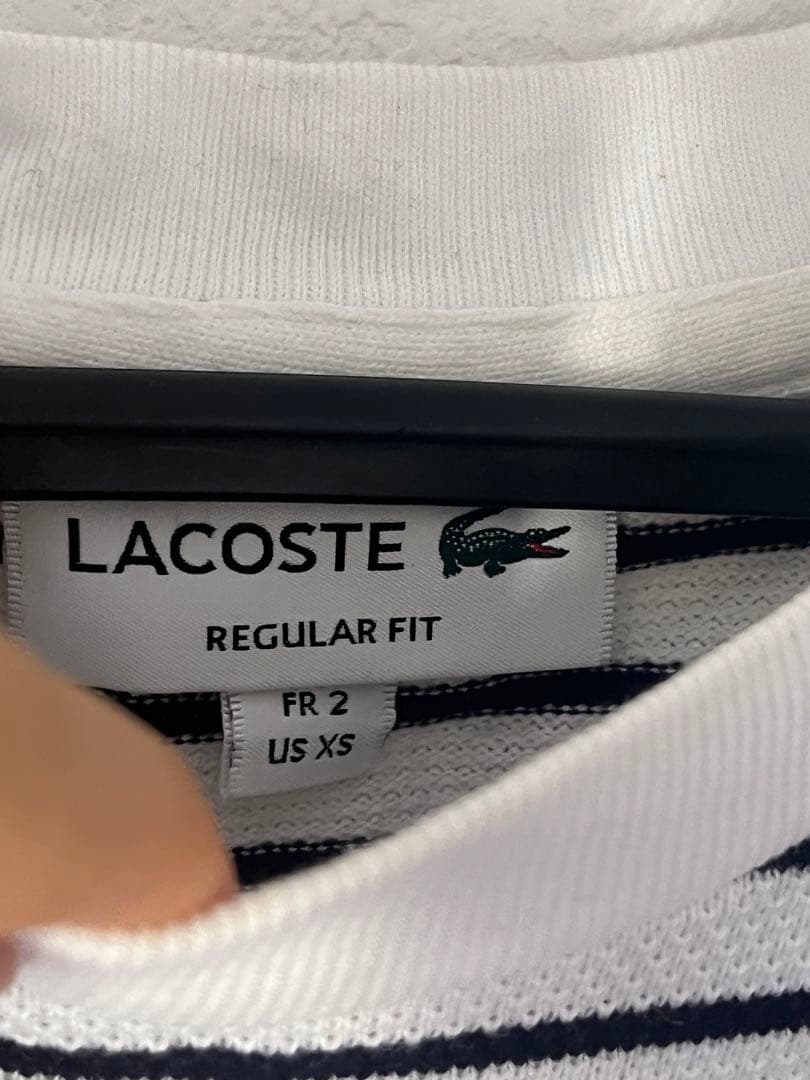 LACOSTE
REGULAR FIT
FR 2
US XS